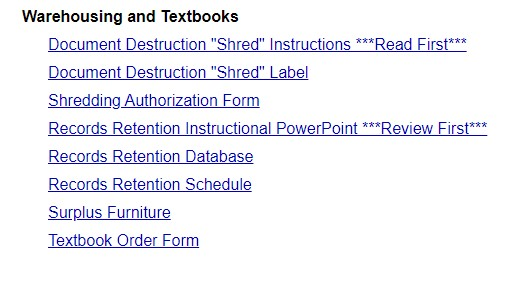 Warehousing and Textbooks
Document Destruction "Shred" Instructions ***Read First***
Document Destruction "Shred" Label
Shredding Authorization Form
Records Retention Instructional PowerPoint ***Review First***
Records Retention Database
Records Retention Schedule
Surplus Furniture
Textbook Order Form